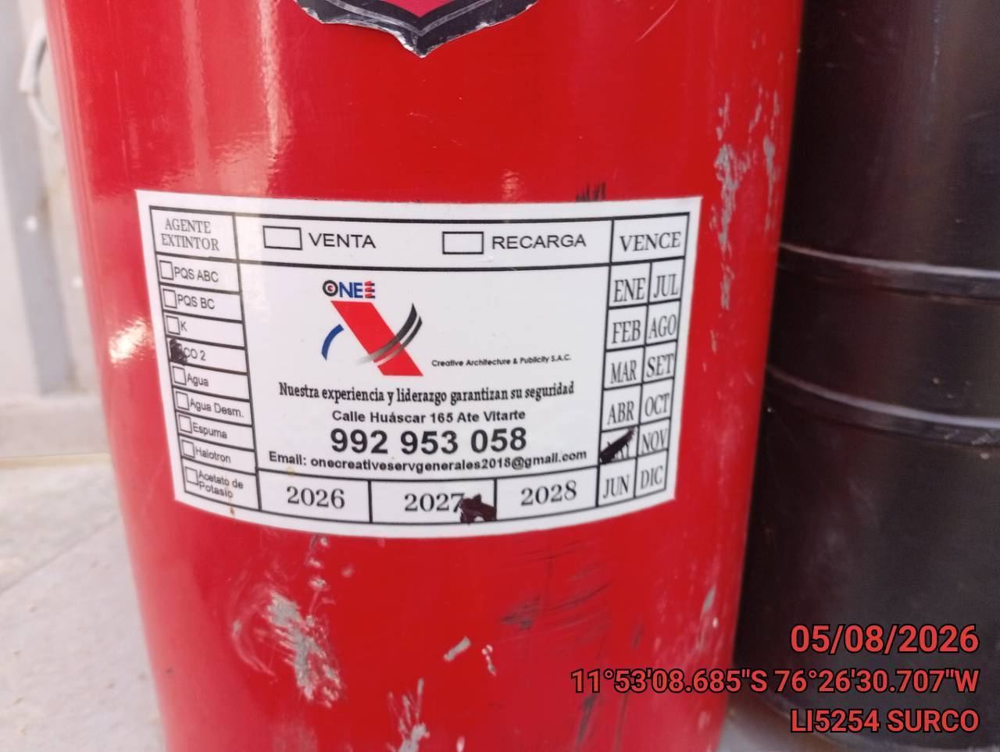 AGENTE
EXTINTOR
VENTA
RECARGA
VENCE
PQS ABC
PQS BC
K
CO 2
Agua
Agua Desm.
Espuma
Halotron
Acetato de
Potasio
ONEE
Creative Architecture & Publicity S.A.C.
Nuestra experiencia y liderazgo garantizan su seguridad
Calle Huáscar 165 Ate Vitarte
992 953 058
Email: onecreativeservgenerales2018@gmail.com
2026
2027
2028
ENE JUL
FEB AGO
MAR SET
ABR OCT
NOV
JUN DIC
05/08/2026
11°53'08.685"S 76°26'30.707"W
LI5254 SURCO